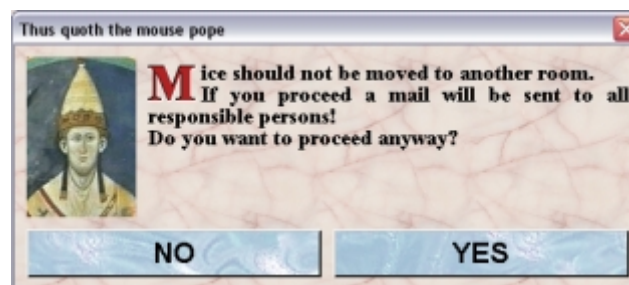 Thus quoth the mouse pope
Mice should not be moved to another room.
If you proceed a mail will be sent to all
responsible persons!
Do you want to proceed anyway?
NO YES